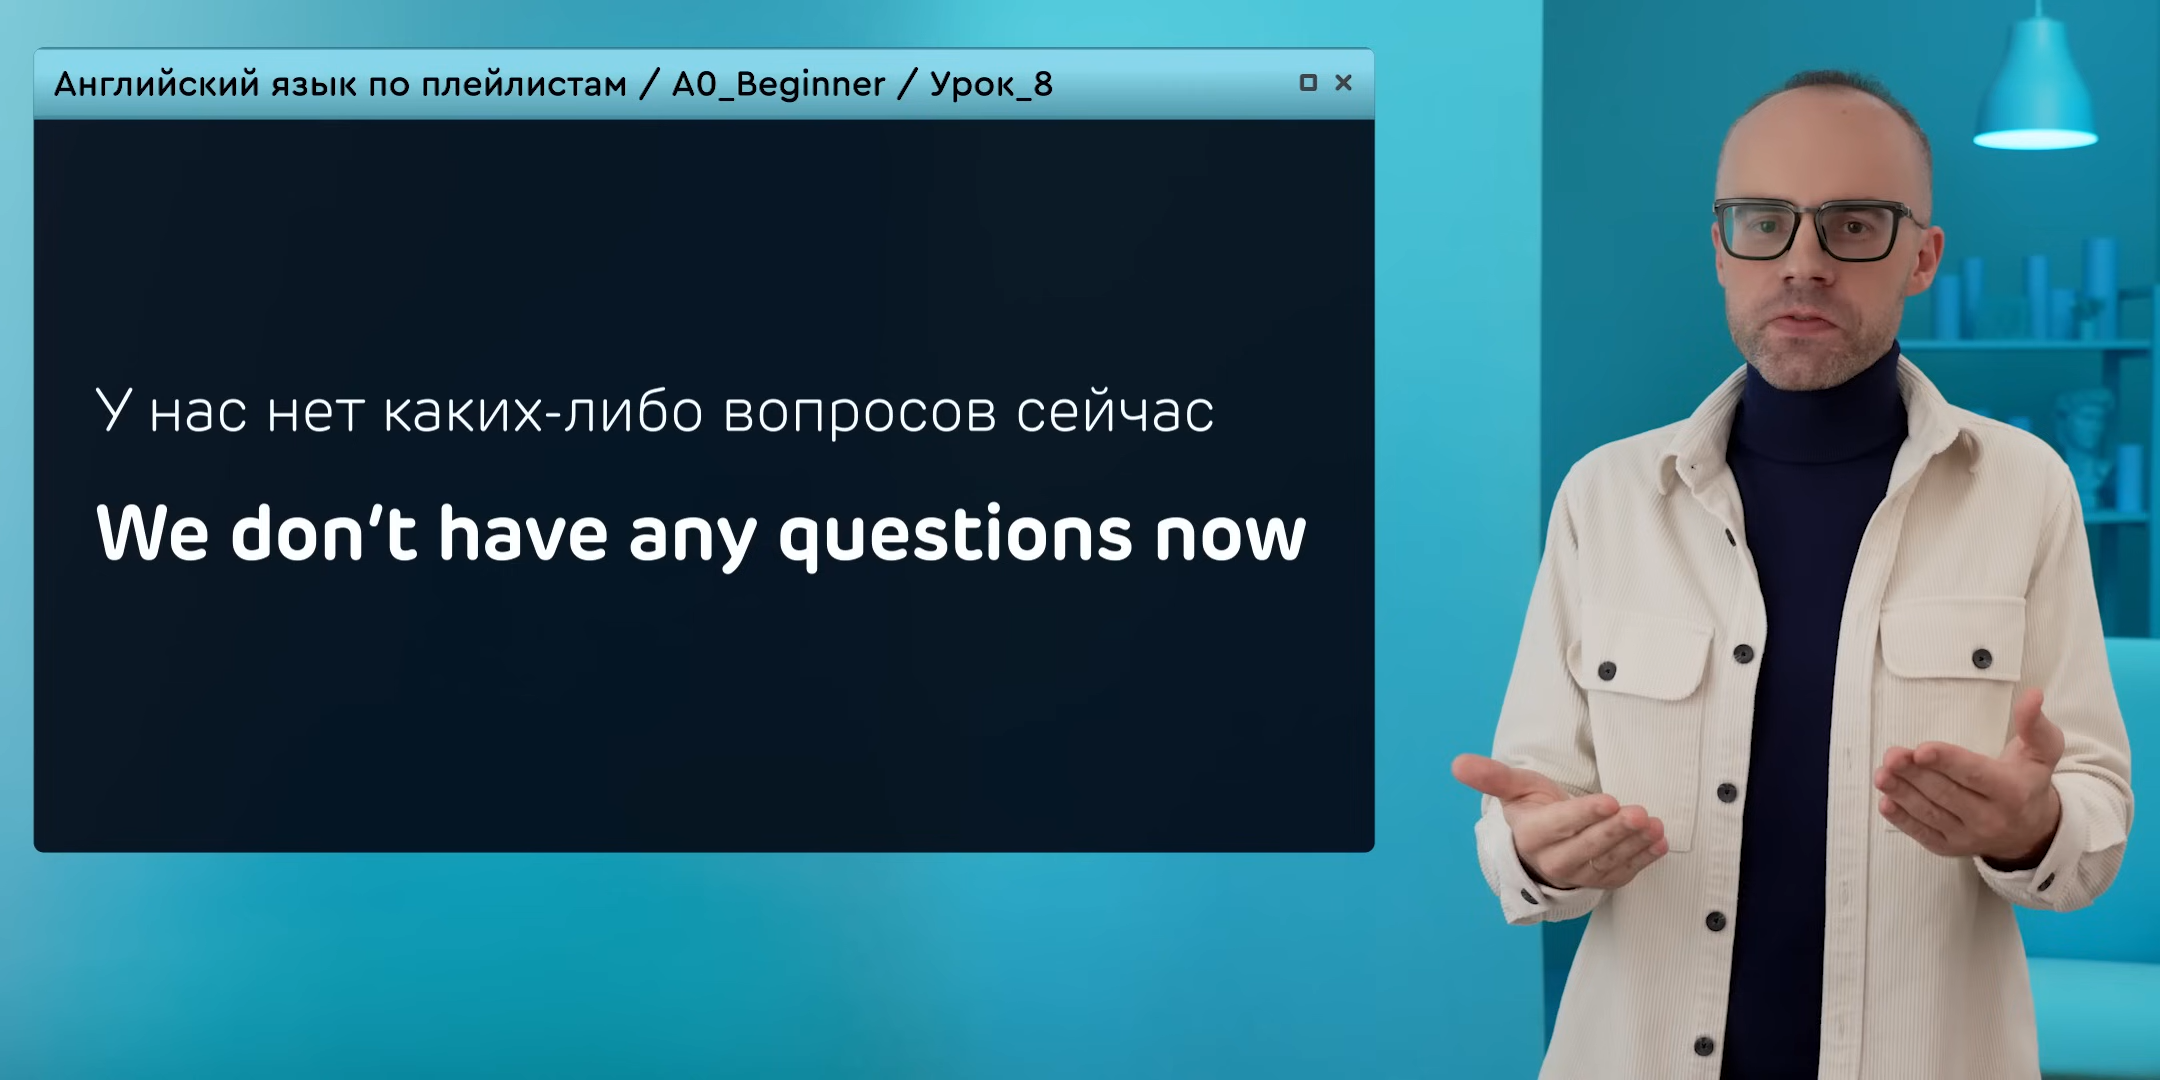 Английский язык по плейлистам / A0_Beginner / Урок_8
У нас нет каких-либо вопросов сейчас
We don't have any questions now